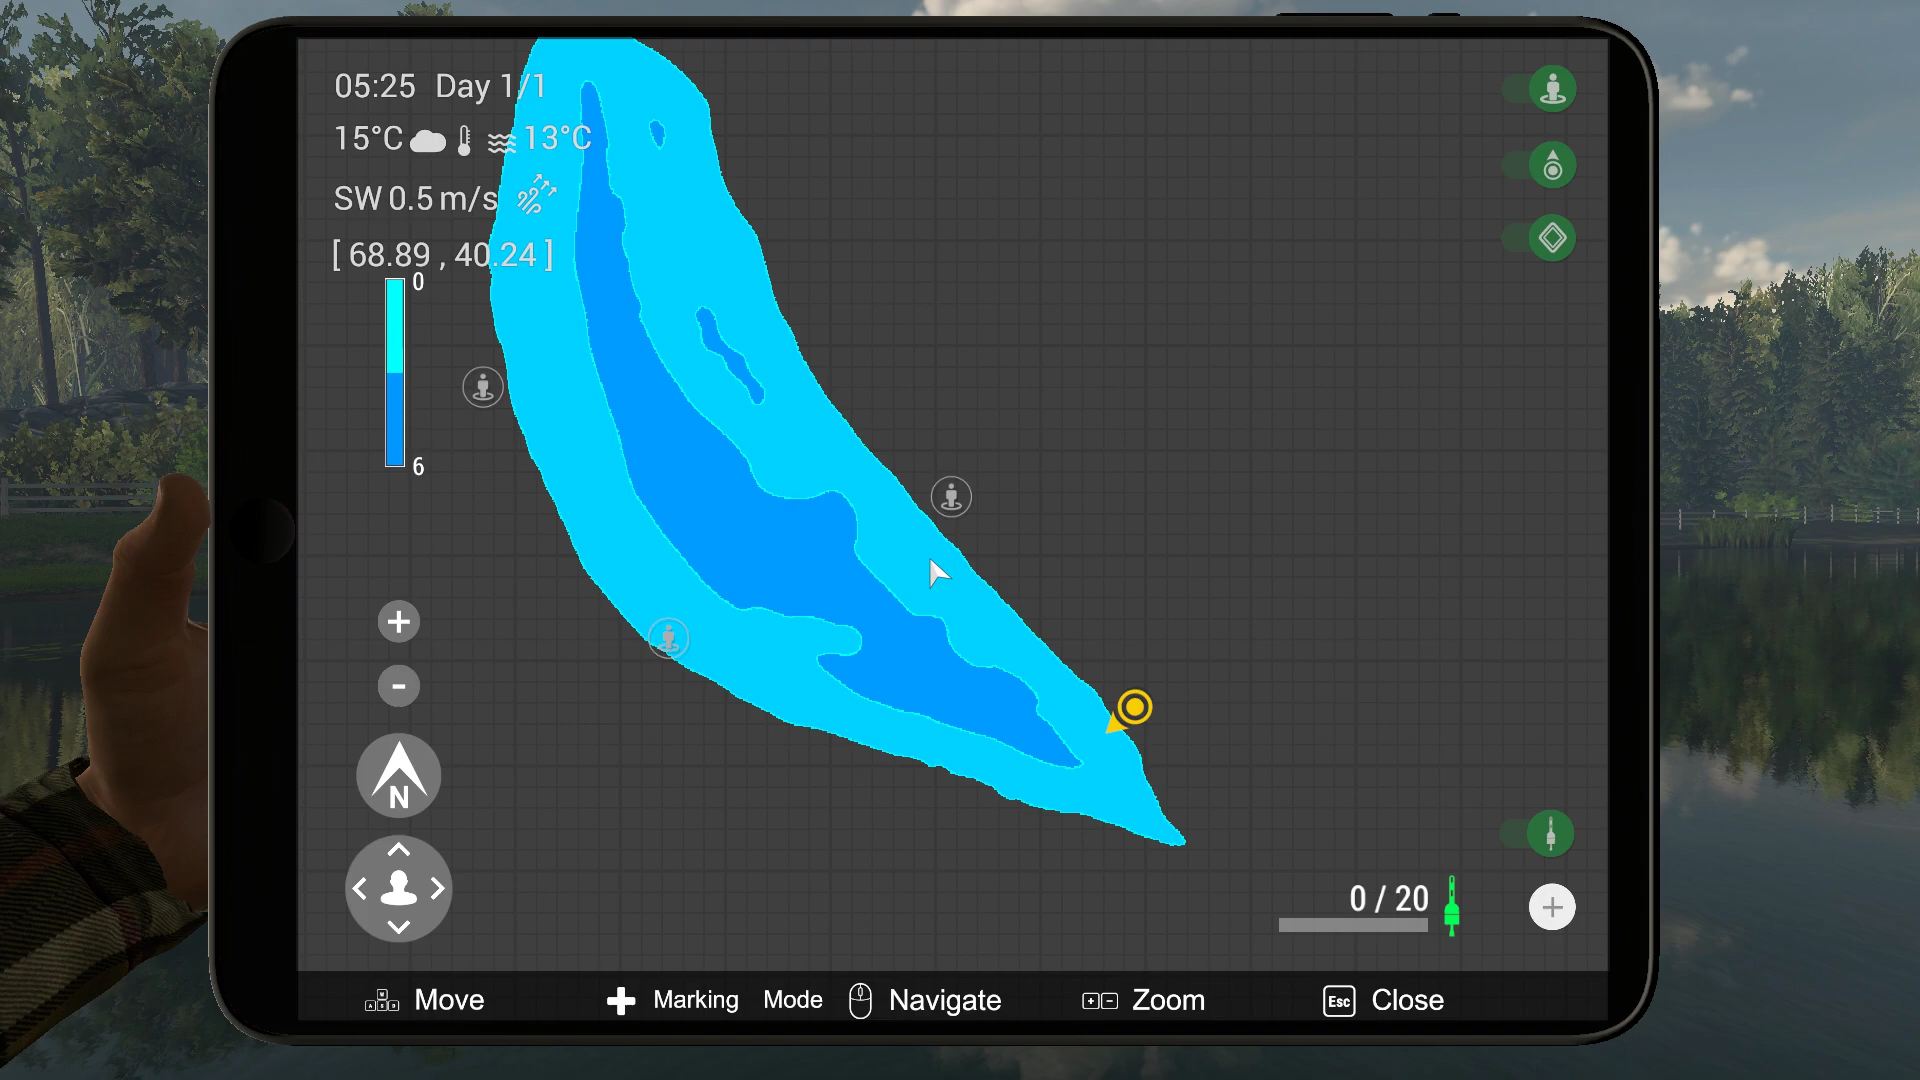 05:25 Day 1/1
15°C 13°C
SW 0.5 m/s
[ 68.89 , 40.24 ]
0
6
+
-
N
0 / 20
+
Move
Marking Mode
Navigate
Zoom
Esc Close